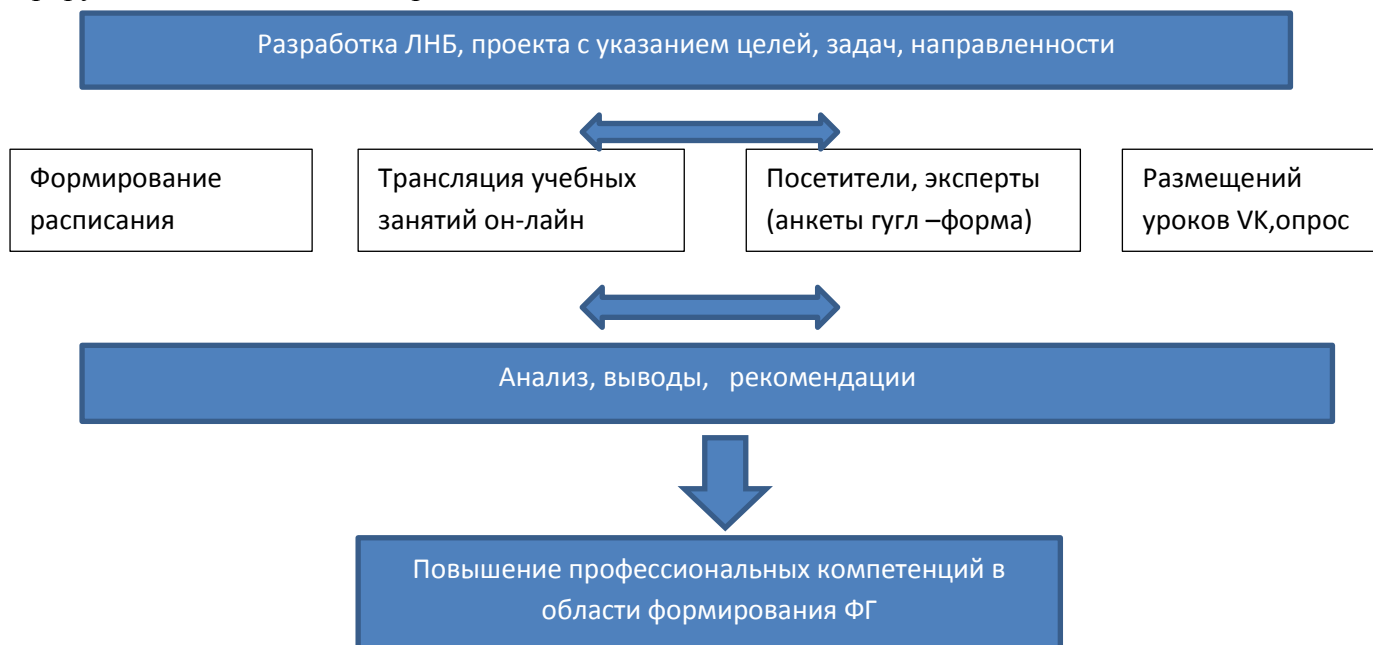 Разработка ЛНБ, проекта с указанием целей, задач, направленности
Формирование
расписания
Трансляция учебных
занятий он-лайн
Посетители, эксперты
(анкеты гугл –форма)
Размещений
уроков VK,опрос
Анализ, выводы, рекомендации
Повышение профессиональных компетенций в
области формирования ФГ